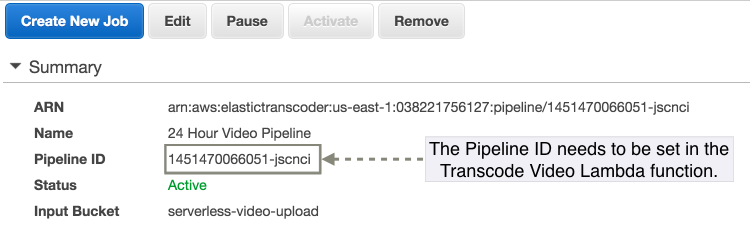 Create New Job Edit Pause Activate Remove
Summary
ARN arn:aws:elastictranscoder:us-east-1:038221756127:pipeline/1451470066051-jscnci
Name 24 Hour Video Pipeline
Pipeline ID 1451470066051-jscnci
The Pipeline ID needs to be set in the
Transcode Video Lambda function.
Status Active
Input Bucket serverless-video-upload